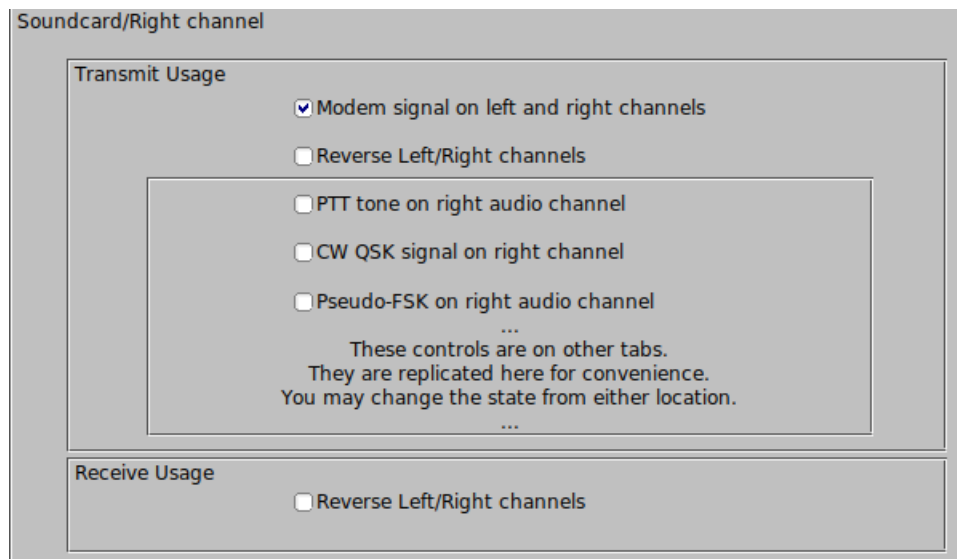 Soundcard/Right channel
Transmit Usage
Modem signal on left and right channels
Reverse Left/Right channels
PTT tone on right audio channel
CW QSK signal on right channel
Pseudo-FSK on right audio channel
...
These controls are on other tabs.
They are replicated here for convenience.
You may change the state from either location.
...
Receive Usage
Reverse Left/Right channels